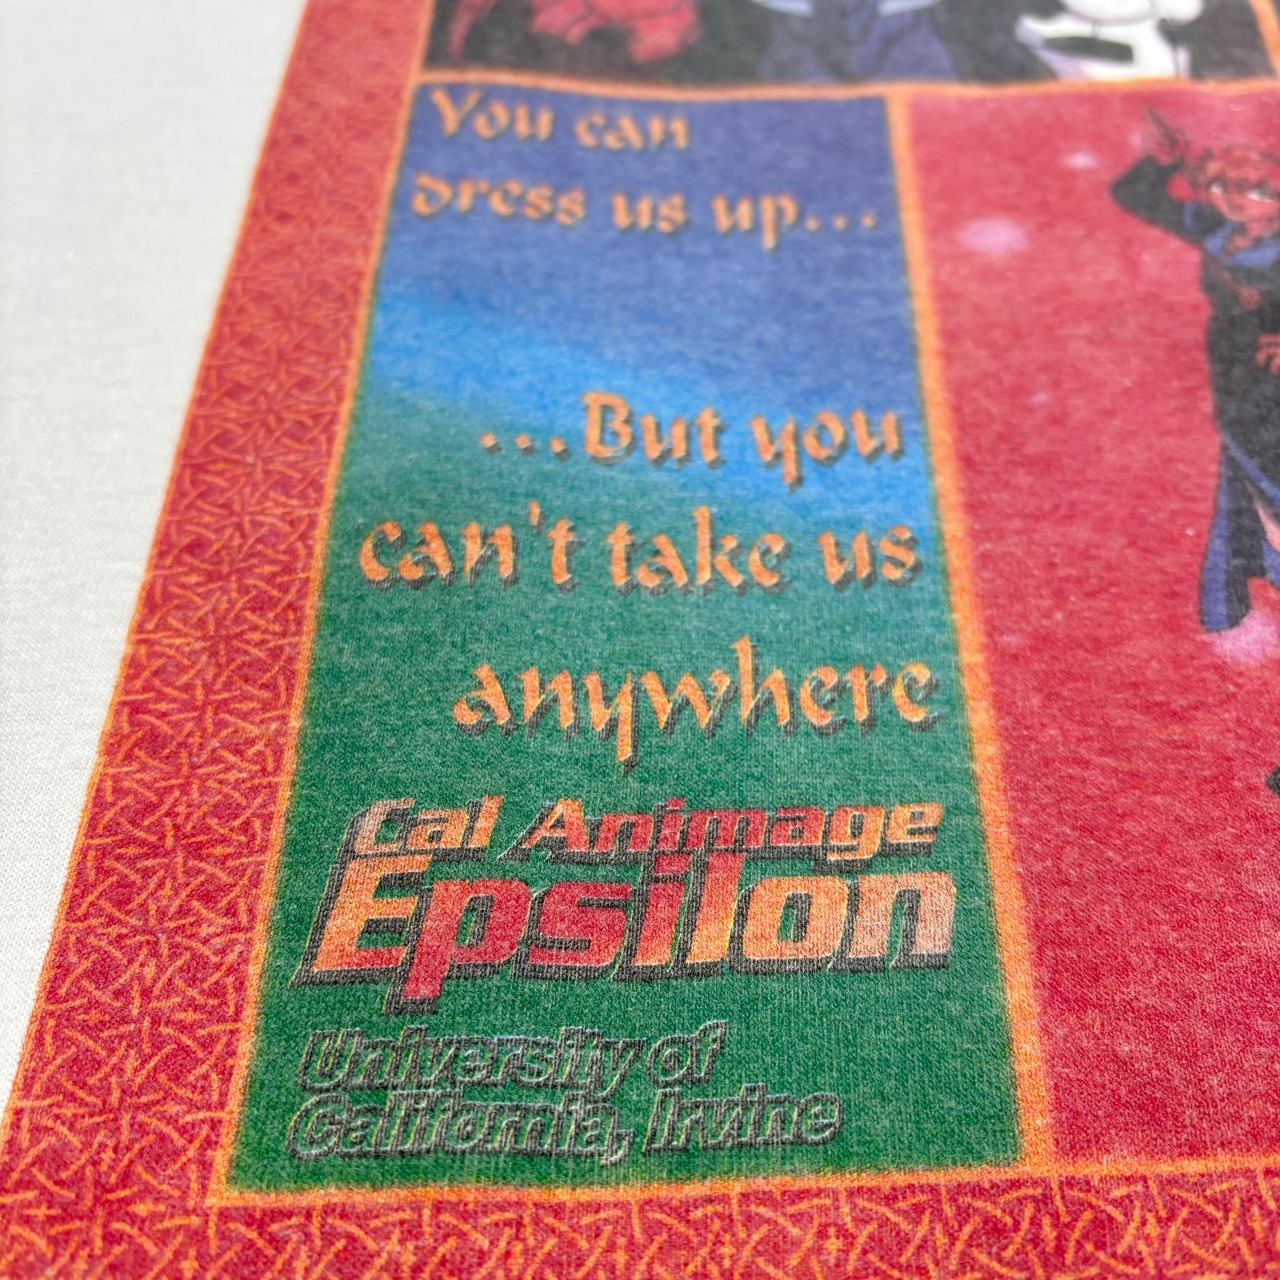 You can
dress us up...
...But you
can't take us
anywhere
Cal Animage
Epsilon
University of
California, Irvine